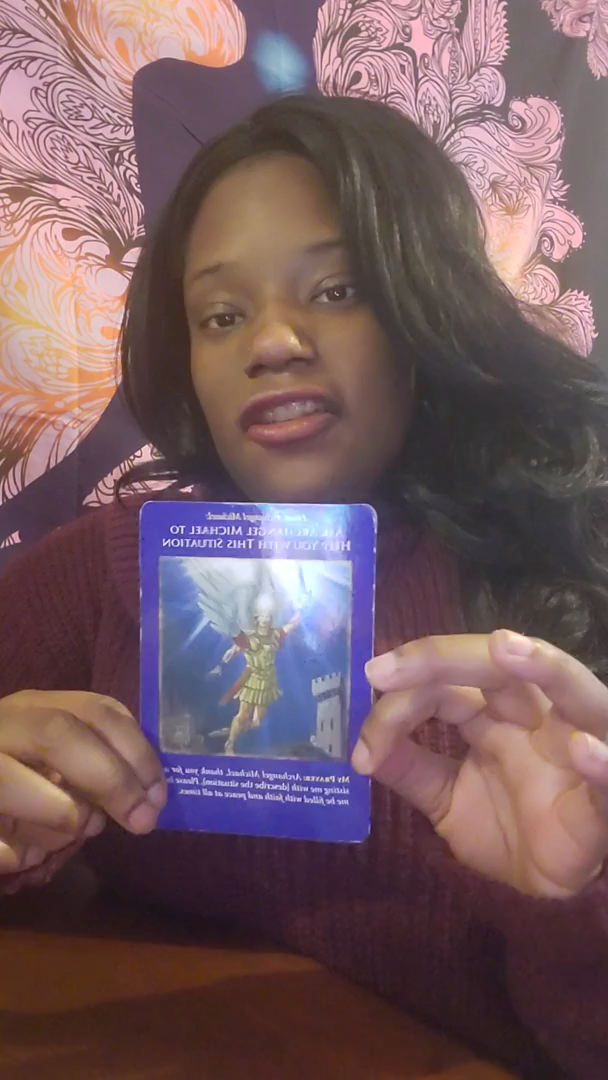 Archangel Michael:
ASK ARCHANGEL MICHAEL TO
HELP YOU WITH THIS SITUATION
MY PRAYER: Archangel Michael, thank you for
sisting me with [describe the situation]. Please
me be filled with faith and peace at all times.